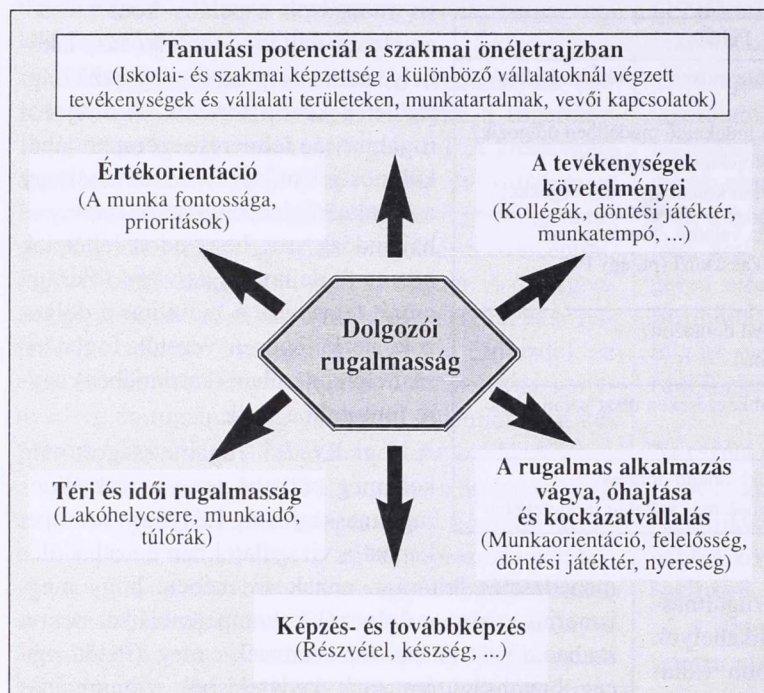 Tanulási potenciál a szakmai önéletrajzban
(Iskolai- és szakmai képzettség a különböző vállalatoknál végzett
tevékenységek és vállalati területeken, munkatartalmak, vevői kapcsolatok)
Értékorientáció
(A munka fontossága,
prioritások)
A tevékenységek
követelményei
(Kollégák, döntési játéktér,
munkatempó, ...)
Dolgozói
rugalmasság
Téri és idői rugalmasság
(Lakóhelycsere, munkaidő,
túlórák)
A rugalmas alkalmazás
vágya, óhajtása
és kockázatvállalás
(Munkaorientáció, felelősség,
döntési játéktér, nyereség)
Képzés- és továbbképzés
(Részvétel, készség, ...)